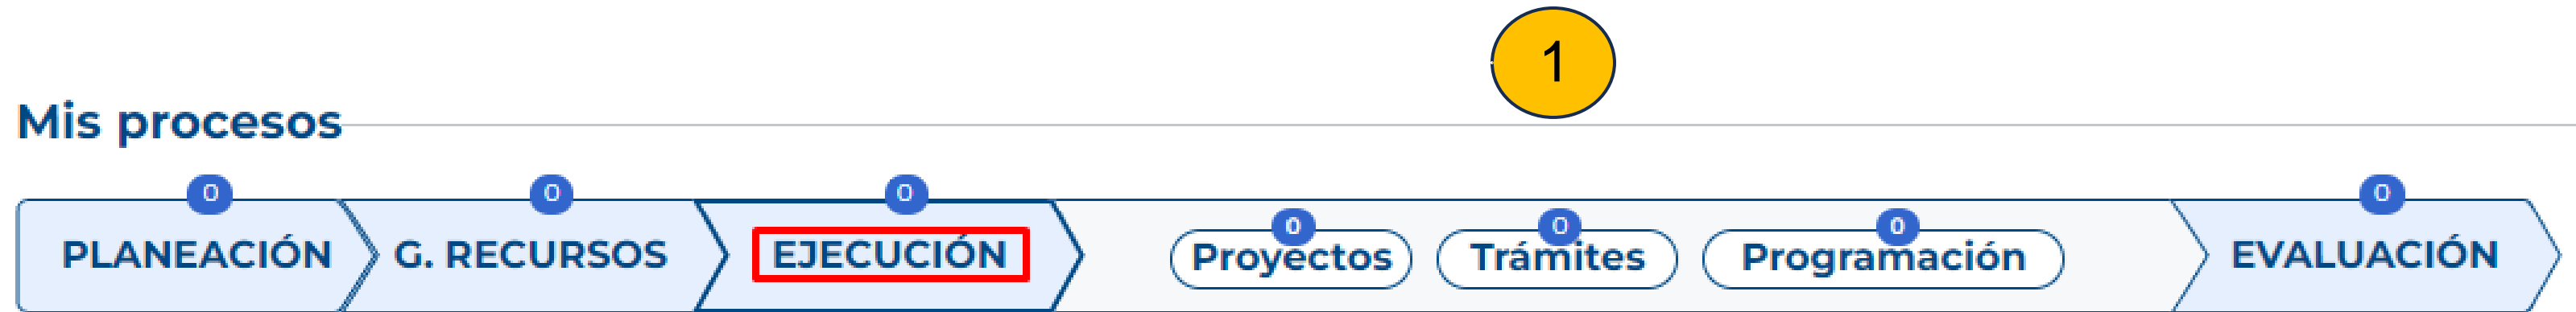 1
Mis procesos
0 0 0 0 0 0 0
PLANEACIÓN G. RECURSOS EJECUCIÓN Proyectos Trámites Programación EVALUACIÓN